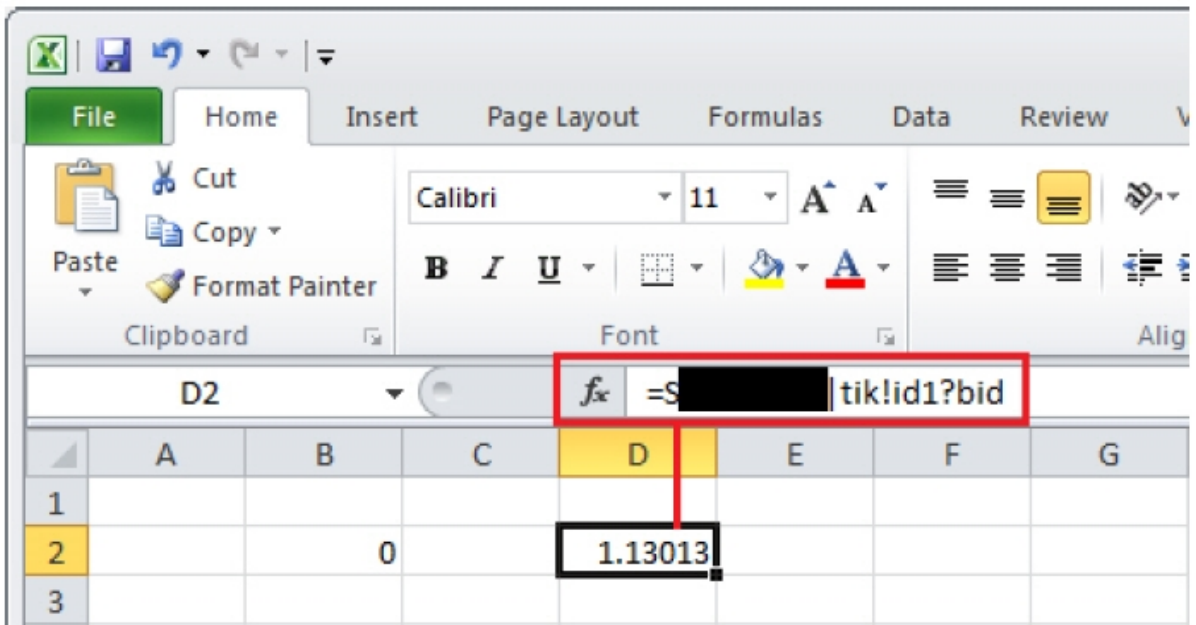 File Home Insert Page Layout Formulas Data Review
Cut
Calibri 11 A A
Copy
Paste
B I U A
Format Painter
Clipboard Font Alig
D2 fx =S | tik!id1?bid
A B C D E F G
1
2 0 1.13013
3